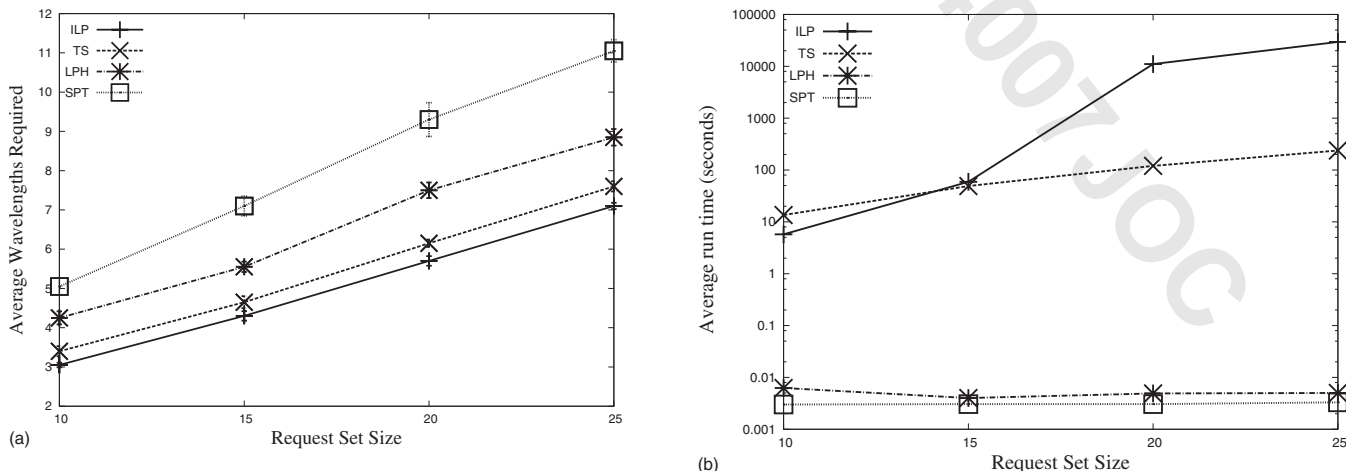 12
11
10
9
8
7
6
5
4
3
2
ILP
TS
LPH
SPT
Average Wavelengths Required
10
15
20
25
Request Set Size
(a)
100000
10000
1000
100
10
1
0.1
0.01
0.001
ILP
TS
LPH
SPT
Average run time (seconds)
10
15
20
25
Request Set Size
(b)
007 JOC